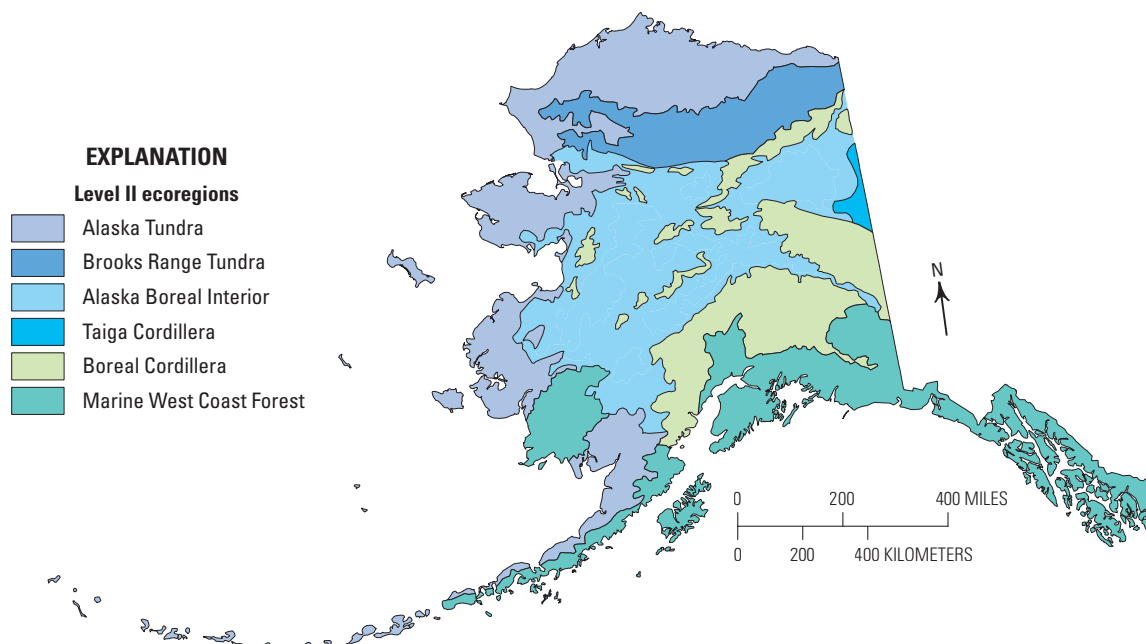 EXPLANATION
Level II ecoregions
Alaska Tundra
Brooks Range Tundra
Alaska Boreal Interior
Taiga Cordillera
Boreal Cordillera
Marine West Coast Forest
N
0 200 400 MILES
0 200 400 KILOMETERS